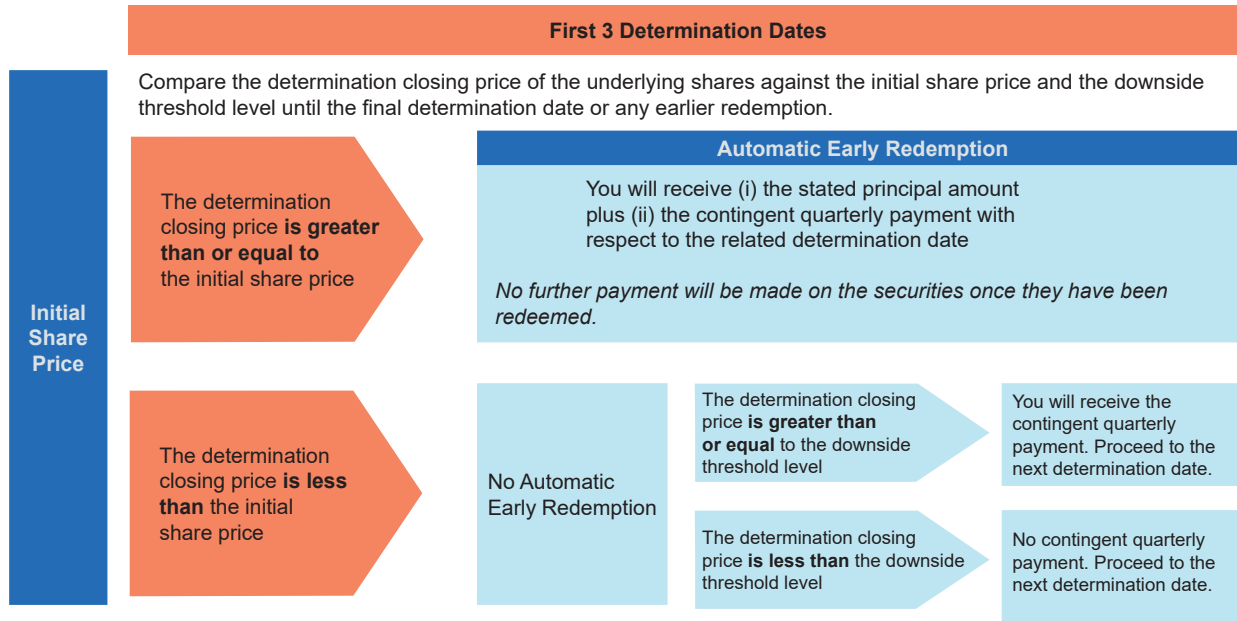 First 3 Determination Dates
Compare the determination closing price of the underlying shares against the initial share price and the downside
threshold level until the final determination date or any earlier redemption.
Initial
Share
Price
The determination
closing price is greater
than or equal to
the initial share price
Automatic Early Redemption
You will receive (i) the stated principal amount
plus (ii) the contingent quarterly payment with
respect to the related determination date
No further payment will be made on the securities once they have been
redeemed.
The determination
closing price is less
than the initial
share price
No Automatic
Early Redemption
The determination closing
price is greater than
or equal to the downside
threshold level
You will receive the
contingent quarterly
payment. Proceed to the
next determination date.
The determination closing
price is less than the downside
threshold level
No contingent quarterly
payment. Proceed to the
next determination date.